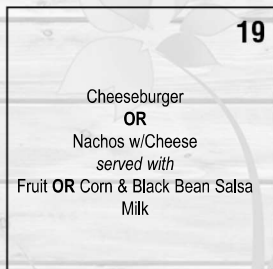 19
Cheeseburger
OR
Nachos w/Cheese
served with
Fruit OR Corn & Black Bean Salsa
Milk